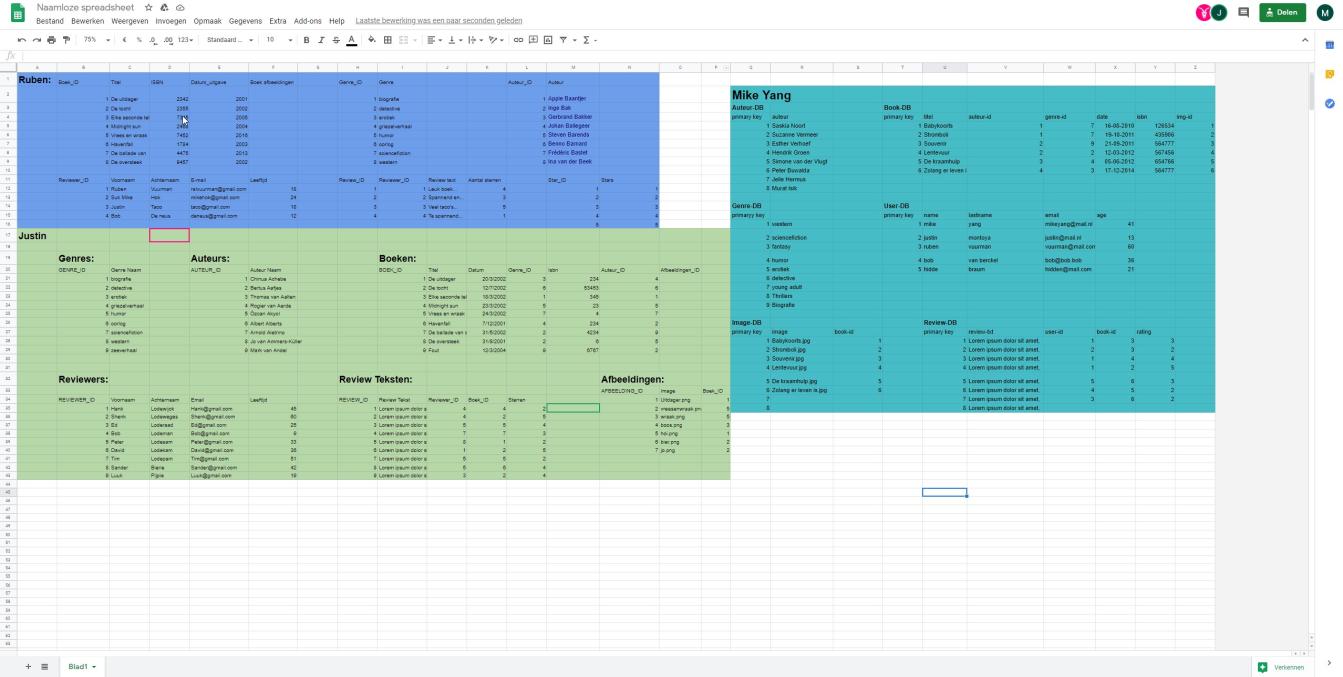 Naamloze spreadsheet
Bestand Bewerken Weergeven Invoegen Opmaak Gegevens Extra Add-ons Help Laatste bewerking was een paar seconden geleden
J Delen M
75% € % .0 .00 123 Standaard ... 10 B I S A
fx
A B C D E F G H I J K L M N O P Q R S T U V W X Y Z
Ruben: Boek_ID Titel ISBN Datum_uitgave Boek afbeeldingen Genre_ID Genre Auteur_ID Auteur
1 De uitdager 2342 2001 1 biografie 1 Appie Baantjer
2 De tocht 2002 2 detective 2 Inge Bak
3 Elke seconde tel 2005 3 erotiek 3 Gerbrand Bakker
4 Midnight sun 2004 4 griezelverhaal 4 Johan Ballegeer
5 Vrees en wraak 7452 2016 5 humor 5 Steven Barends
6 Havenfall 1794 2003 6 oorlog 6 Benno Barnard
7 De ballade van 4476 2013 7 sciencefiction 7 Frédéric Bastet
8 De oversteek 9457 2002 8 western 8 Ina van der Beek
Reviewer_ID Voornaam Achternaam E-mail Leeftijd Review_ID Reviewer_ID Review text Aantal sterren Ster_ID Stars
1 Ruben Vuurman relvuurman@gmail.com 18 1 1 Leuk boek... 4 1 1
2 Suk Mike Hok mikehok@gmail.com 24 2 2 Spannend en... 3 2 2
3 Justin Taco taco@gmail.com 16 3 3 Veel taco's... 5 3 3
4 Bob De heus deheus@gmail.com 12 4 4 Te spannend... 1 4 4
5 5
Mike Yang
Auteur-DB Book-DB
primary key auteur primary key titel auteur-id genre-id date isbn img-id
1 Saskia Noort 1 Babykoorts 1 7 16-05-2010 126534 1
2 Suzanne Vermeer 2 Stromboli 1 7 19-10-2011 435906 2
3 Esther Verhoef 3 Souvenir 2 9 21-09-2011 564777 3
4 Hendrik Groen 4 Lentevuur 2 2 12-03-2012 567456 4
5 Simone van der Vlugt 5 De kraamhulp 3 4 05-06-2012 654766 5
6 Peter Buwalda 6 Zolang er leven i 4 3 17-12-2014 564777 6
7 Jelle Hermus
8 Murat Isik
Genre-DB User-DB
primaryy key primary key name lastname email age
1 western 1 mike yang mikeyang@mail.nl 41
2 sciencefiction 2 justin montoya justin@mail.nl 13
3 fantasy 3 ruben vuurman vuurman@mail.com 60
4 humor 4 bob van berckel bob@bob.bob 36
5 erotiek 5 hidde braum hidden@mail.com 21
6 detective
7 young adult
8 Thrillers
9 Biografie
Image-DB Review-DB
primary key image book-id primary key review-txt user-id book-id rating
1 Babykoorts.jpg 1 1 Lorem ipsum dolor sit amet, 1 3 3
2 Stromboli.jpg 2 2 Lorem ipsum dolor sit amet, 2 3 2
3 Souvenir.jpg 3 3 Lorem ipsum dolor sit amet, 1 4 4
4 Lentevuur.jpg 4 4 Lorem ipsum dolor sit amet, 1 2 5
5 De kraamhulp.jpg 5 5 Lorem ipsum dolor sit amet, 5 6 3
6 Zolang er leven is.jpg 6 6 Lorem ipsum dolor sit amet, 4 5 2
7 7 Lorem ipsum dolor sit amet, 3 6 2
8 8 Lorem ipsum dolor sit amet,
Justin
Genres: Auteurs: Boeken:
GENRE_ID Genre Naam AUTEUR_ID Auteur Naam BOEK_ID Titel Datum Genre_ID Isbn Auteur_ID Afbeeldingen_ID
1 biografie 1 Chinua Achebe 1 De uitdager 20/3/2002 3 234 4
2 detective 2 Bertus Aafjes 2 De tocht 12/7/2002 6 53453 6
3 erotiek 3 Thomas van Aalten 3 Elke seconde tel 18/3/2002 1 345 1
4 griezelverhaal 4 Rogier van Aarde 4 Midnight sun 23/3/2002 5 23 5
5 humor 5 Özcan Akyol 5 Vrees en wraak 24/3/2002 7 4 7
6 oorlog 6 Albert Alberts 6 Havenfall 7/12/2001 4 234 2
7 sciencefiction 7 Arnold Aletrino 7 De ballade van s 31/5/2002 2 4234 9
8 western 8 Jo van Ammers-Küller 8 De oversteek 31/8/2001 2 6 5
9 zeeverhaal 9 Mark van Andel 9 Fout 12/3/2004 9 6767 2
Reviewers: Review Teksten: Afbeeldingen:
AFBEELDING_ID Image Boek_ID
REVIEWER_ID Voornaam Achternaam Email Leeftijd REVIEW_ID Review Tekst Reviewer_ID Boek_ID Sterren
1 Uitdager.png 1
1 Hank Lodewijck Hank@gmail.com 45 1 Lorem ipsum dolor s 4 4 2 2 vressenwraak.pn 5
2 Shenk Lodewegas Shenk@gmail.com 60 2 Lorem ipsum dolor s 4 2 5 3 wraak.png 5
3 Ed Loderaad Ed@gmail.com 25 3 Lorem ipsum dolor s 5 5 4 4 boos.png 3
4 Bob Lodeman Bob@gmail.com 4 Lorem ipsum dolor s 7 7 3 5 hoi.png 1
5 Peter Lodesam Peter@gmail.com 33 5 Lorem ipsum dolor s 8 1 2 6 bier.png 2
6 David Lodekam David@gmail.com 38 6 Lorem ipsum dolor s 1 2 5 7 jo.png 2
7 Tim Lodepam Tim@gmail.com 51 7 Lorem ipsum dolor s 5 5 2
8 Sander Bierie Sander@gmail.com 42 8 Lorem ipsum dolor s 5 6 4
9 Luuk Pijpie Luuk@gmail.com 19 9 Lorem ipsum dolor s 3 2 4
Blad1
Verkennen